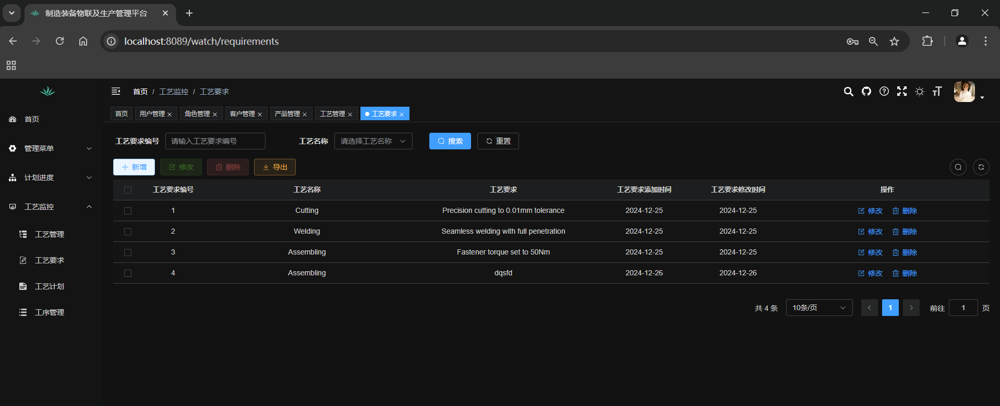 制造装备物联及生产管理平台
localhost:8089/watch/requirements
首页 / 工艺监控 / 工艺要求
首页 用户管理 角色管理 客户管理 产品管理 工艺管理 工艺要求
首页
管理菜单
计划进度
工艺监控
工艺管理
工艺要求
工艺计划
工序管理
工艺要求编号 请输入工艺要求编号 工艺名称 请选择工艺名称 搜索 重置
新增 修改 删除 导出
工艺要求编号 工艺名称 工艺要求 工艺要求添加时间 工艺要求修改时间 操作
1 Cutting Precision cutting to 0.01mm tolerance 2024-12-25 2024-12-25 修改 删除
2 Welding Seamless welding with full penetration 2024-12-25 2024-12-25 修改 删除
3 Assembling Fastener torque set to 50Nm 2024-12-25 2024-12-25 修改 删除
4 Assembling dqsfd 2024-12-26 2024-12-26 修改 删除
共 4 条 10条/页 1 前往 1 页